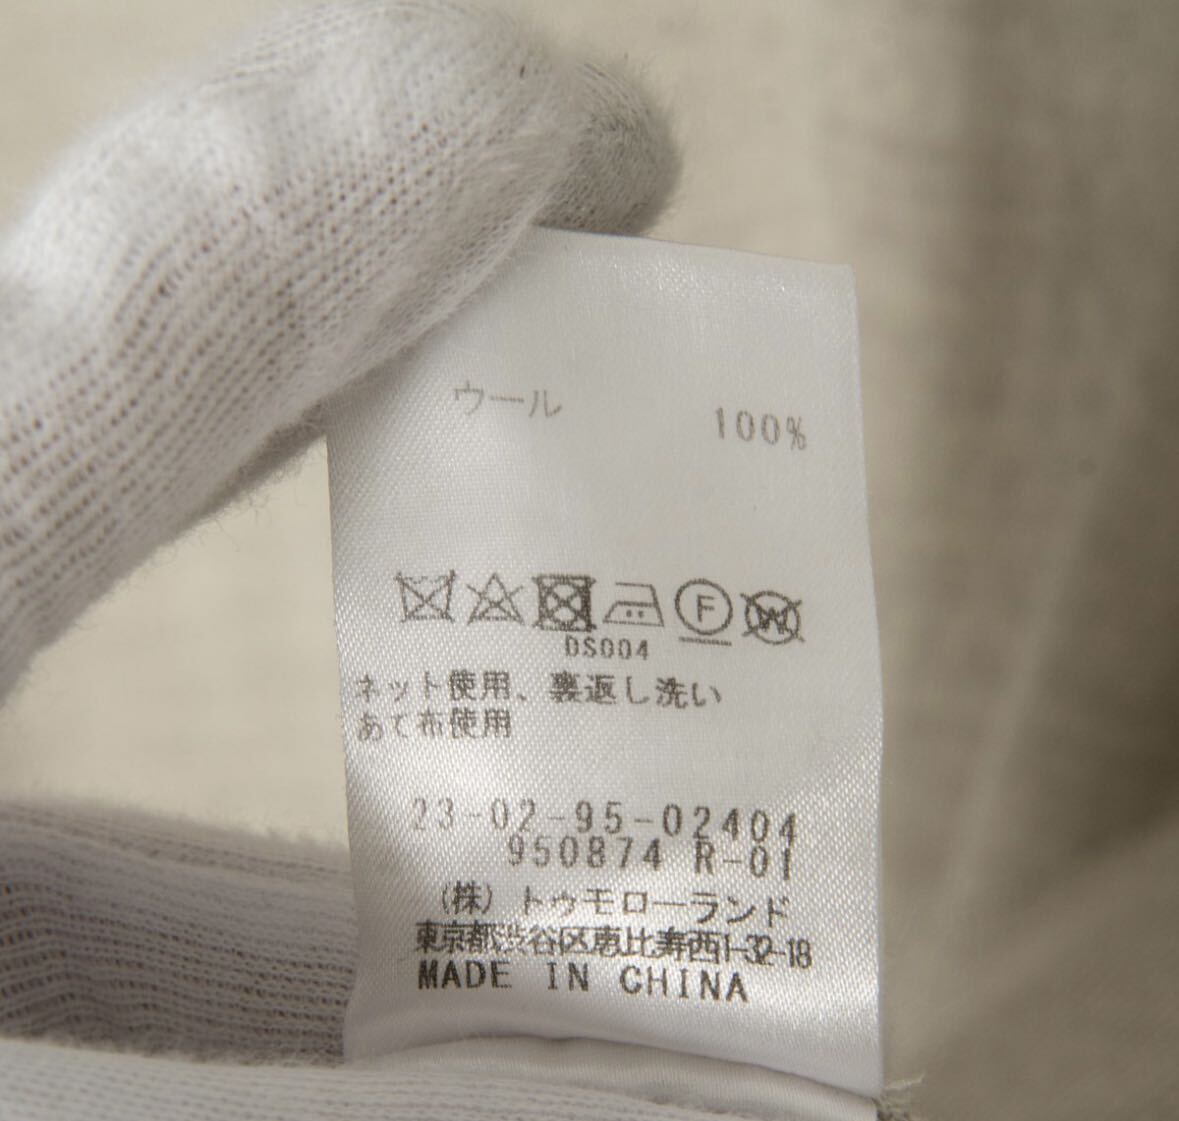 ウール 100%
F W
DS004
ネット使用、裏返し洗い
あて布使用
23-02-95-02404
950874 R-01
(株) トゥモローランド
東京都渋谷区恵比寿西1-32-18
MADE IN CHINA